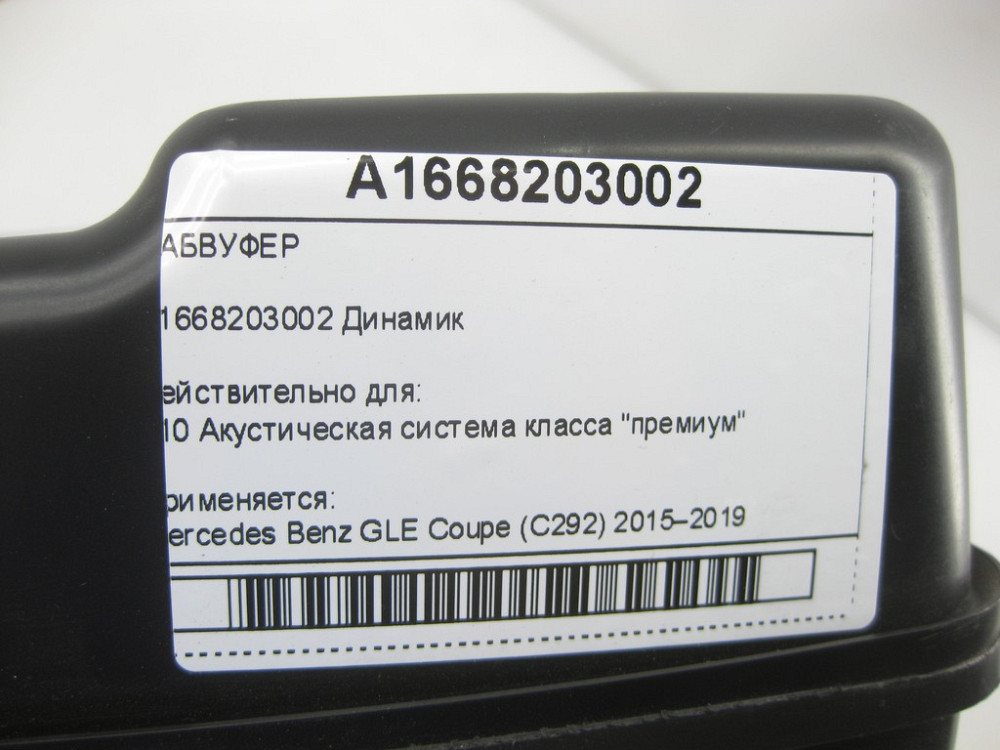 A1668203002
АБВУФЕР
1668203002 Динамик
ействительно для:
10 Акустическая система класса "премиум"
рименяется:
ercedes Benz GLE Coupe (C292) 2015–2019